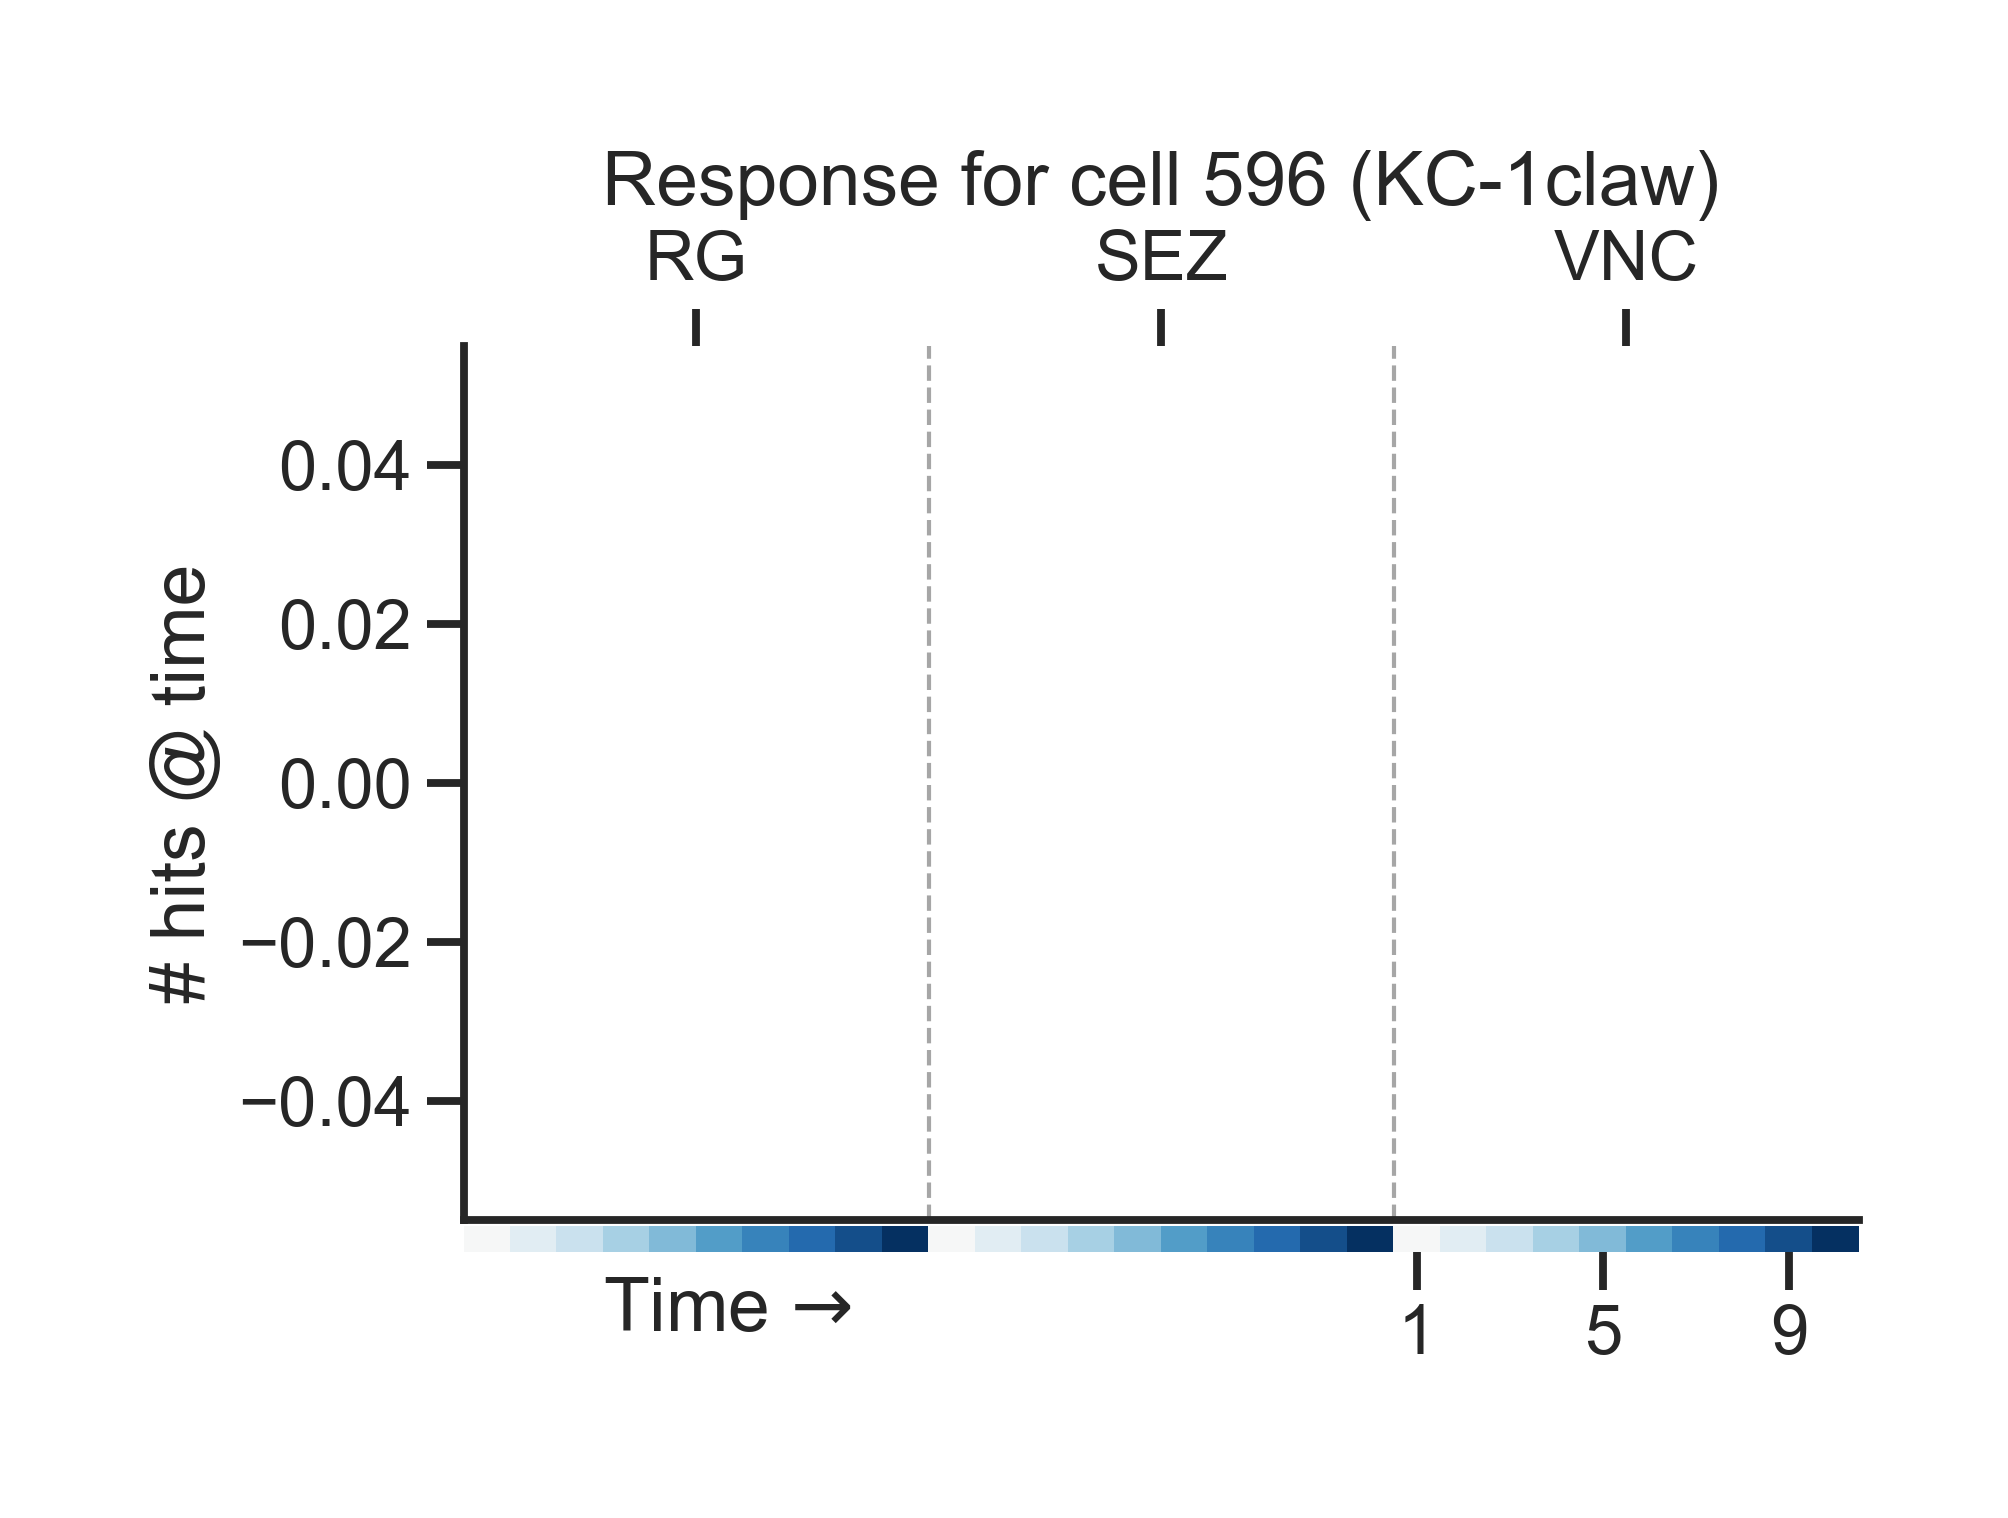 Response for cell 596 (KC-1claw)
RG SEZ VNC
# hits @ time
0.04
0.02
0.00
−0.02
−0.04
Time →
1 5 9